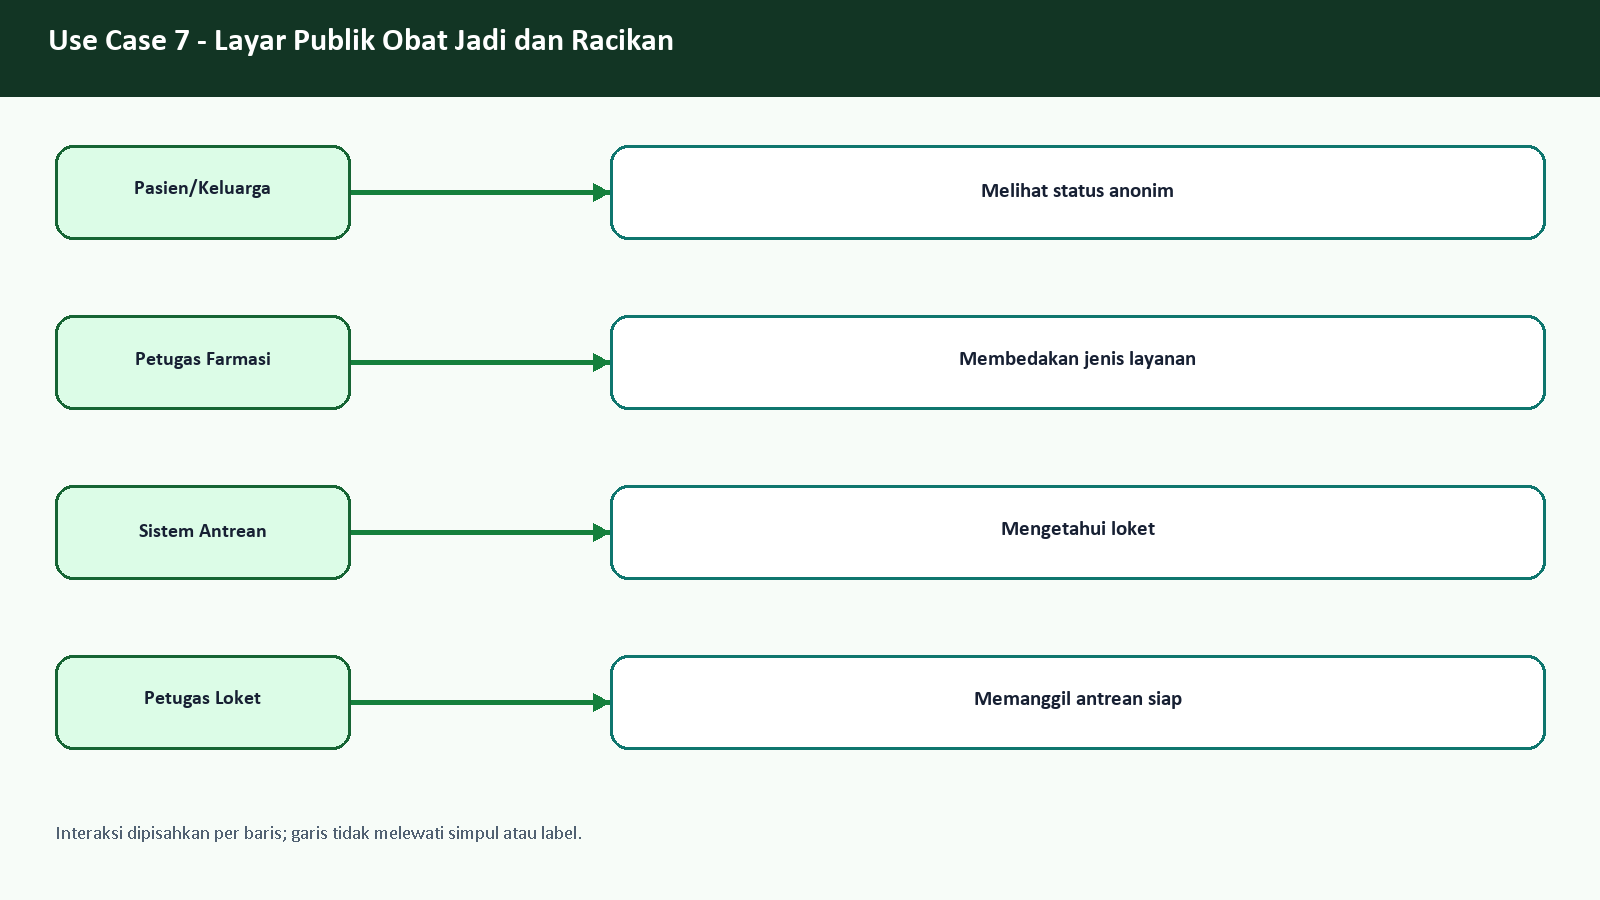 Use Case 7 - Layar Publik Obat Jadi dan Racikan
Pasien/Keluarga
Melihat status anonim
Petugas Farmasi
Membedakan jenis layanan
Sistem Antrean
Mengetahui loket
Petugas Loket
Memanggil antrean siap
Interaksi dipisahkan per baris; garis tidak melewati simpul atau label.